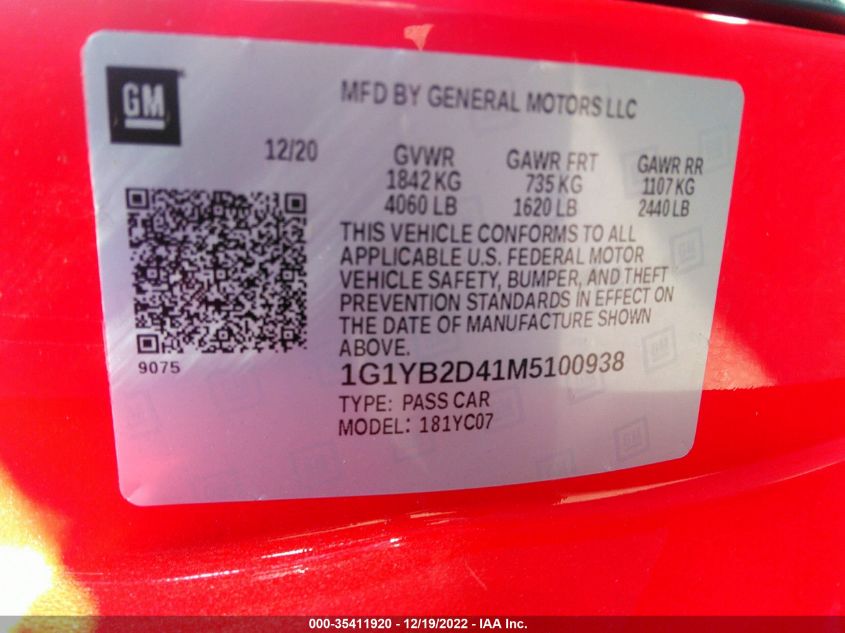 GM
MFD BY GENERAL MOTORS LLC
12/20
GVWR GAWR FRT GAWR RR
1842 KG 735 KG 1107 KG
4060 LB 1620 LB 2440 LB
THIS VEHICLE CONFORMS TO ALL
APPLICABLE U.S. FEDERAL MOTOR
VEHICLE SAFETY, BUMPER, AND THEFT
PREVENTION STANDARDS IN EFFECT ON
THE DATE OF MANUFACTURE SHOWN
ABOVE.
9075
1G1YB2D41M5100938
TYPE: PASS CAR
MODEL: 181YC07
000-35411920 - 12/19/2022 - IAA Inc.